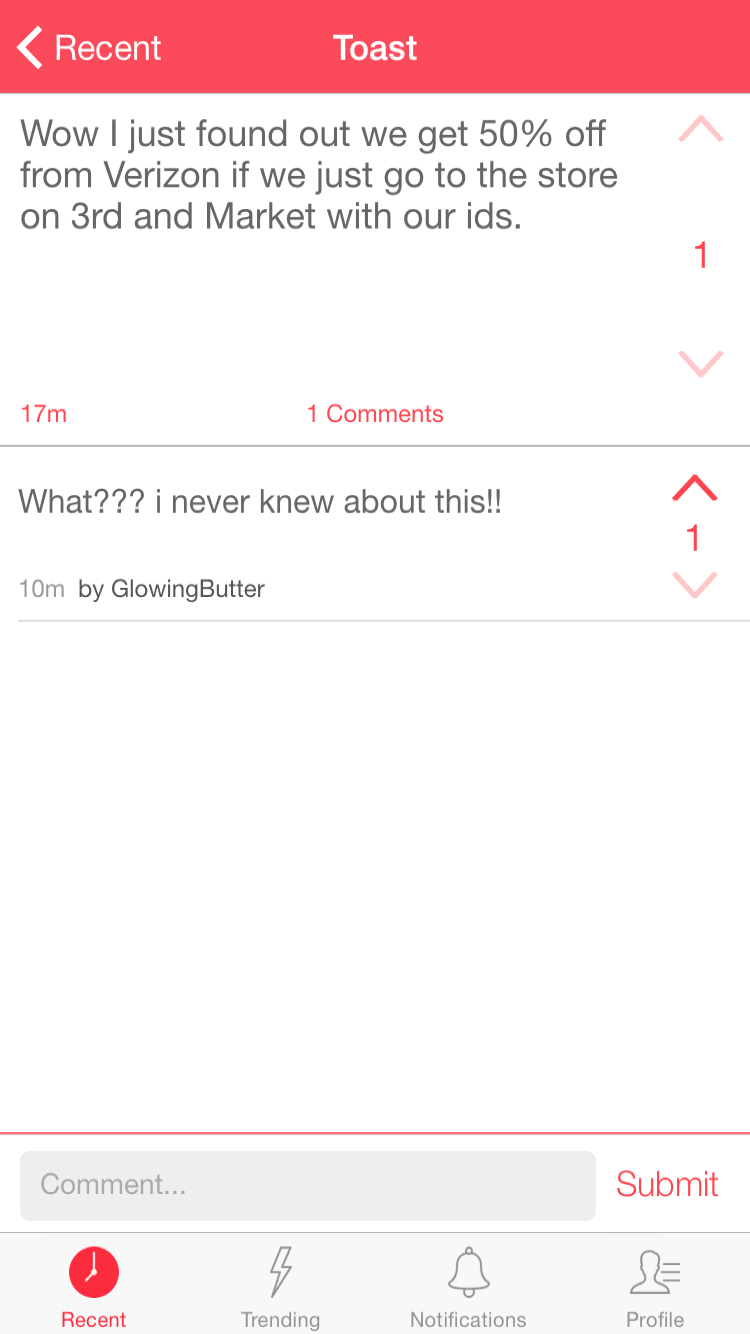 Recent
Toast
Wow I just found out we get 50% off
from Verizon if we just go to the store
on 3rd and Market with our ids.
1
17m
1 Comments
What??? i never knew about this!!
1
10m by GlowingButter
Comment...
Submit
Recent
Trending
Notifications
Profile